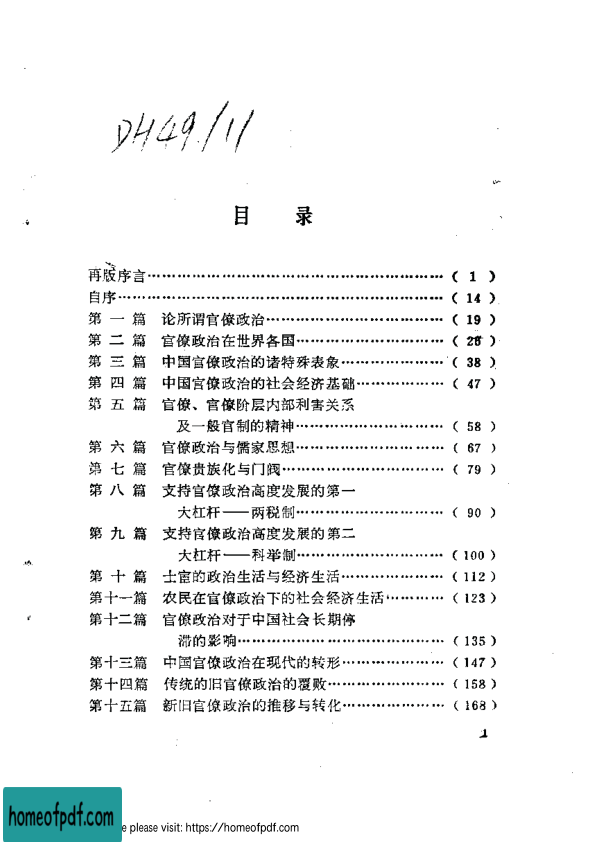 DH49/11
目 录
再版序言……………………………………………………( 1 )
自序…………………………………………………………( 14 )
第 一 篇 论所谓官僚政治………………………………( 19 )
第 二 篇 官僚政治在世界各国…………………………( 28 )
第 三 篇 中国官僚政治的诸特殊表象…………………( 38 )
第 四 篇 中国官僚政治的社会经济基础………………( 47 )
第 五 篇 官僚、官僚阶层内部利害关系
及一般官制的精神…………………………( 58 )
第 六 篇 官僚政治与儒家思想…………………………( 67 )
第 七 篇 官僚贵族化与门阀……………………………( 79 )
第 八 篇 支持官僚政治高度发展的第一
大杠杆——两税制…………………………( 90 )
第 九 篇 支持官僚政治高度发展的第二
大杠杆——科举制…………………………( 100 )
第 十 篇 士宦的政治生活与经济生活…………………( 112 )
第十一篇 农民在官僚政治下的社会经济生活…………( 123 )
第十二篇 官僚政治对于中国社会长期停
滞的影响……………………………………( 135 )
第十三篇 中国官僚政治在现代的转形…………………( 147 )
第十四篇 传统的旧官僚政治的覆败……………………( 158 )
第十五篇 新旧官僚政治的推移与转化…………………( 168 )
1
homeofpdf.com
please visit: https://homeofpdf.com